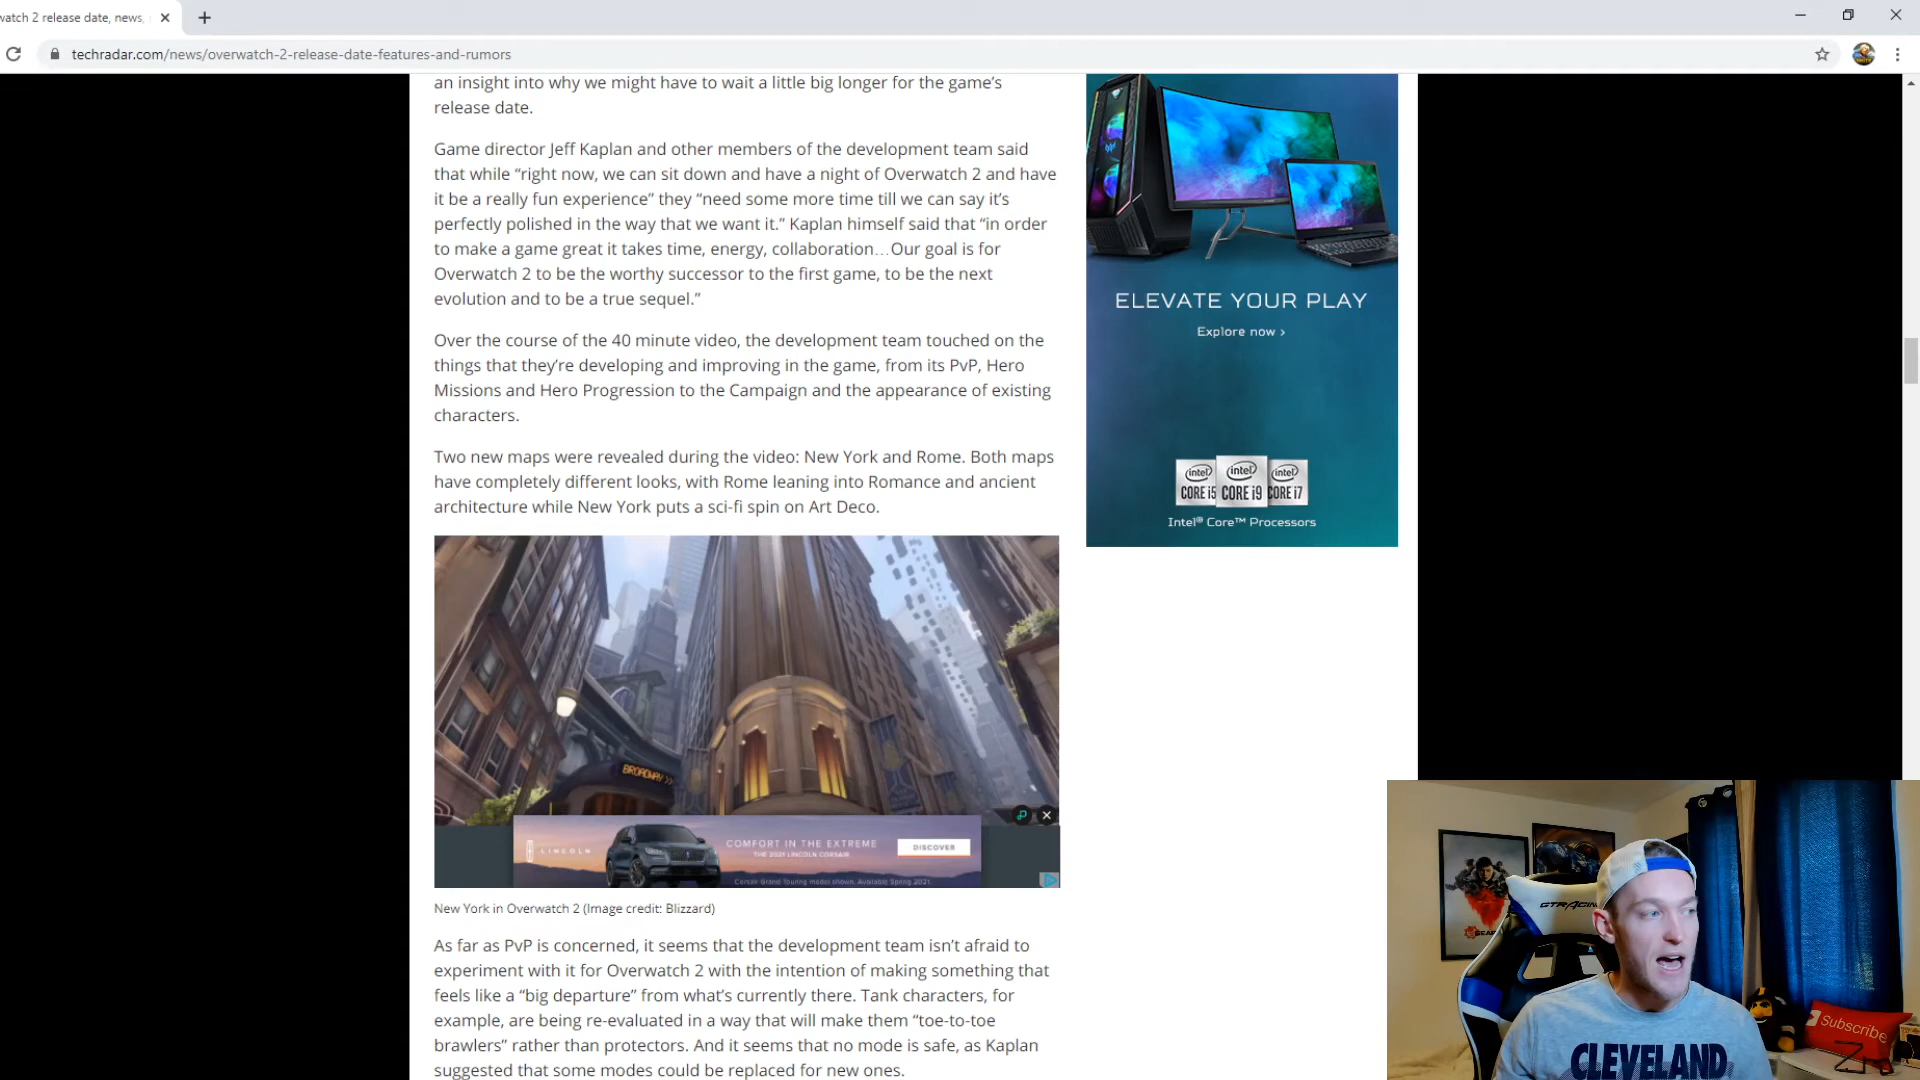 watch 2 release date, news,
techradar.com/news/overwatch-2-release-date-features-and-rumors
an insight into why we might have to wait a little big longer for the game's
release date.
Game director Jeff Kaplan and other members of the development team said
that while “right now, we can sit down and have a night of Overwatch 2 and have
it be a really fun experience” they “need some more time till we can say it’s
perfectly polished in the way that we want it.” Kaplan himself said that “in order
to make a game great it takes time, energy, collaboration…Our goal is for
Overwatch 2 to be the worthy successor to the first game, to be the next
evolution and to be a true sequel.”
Over the course of the 40 minute video, the development team touched on the
things that they’re developing and improving in the game, from its PvP, Hero
Missions and Hero Progression to the Campaign and the appearance of existing
characters.
Two new maps were revealed during the video: New York and Rome. Both maps
have completely different looks, with Rome leaning into Romance and ancient
architecture while New York puts a sci-fi spin on Art Deco.
BROADWAY >>
LINCOLN
COMFORT IN THE EXTREME
THE 2021 LINCOLN CORSAIR
Corsair Grand Touring model shown. Available Spring 2021.
DISCOVER
New York in Overwatch 2 (Image credit: Blizzard)
As far as PvP is concerned, it seems that the development team isn’t afraid to
experiment with it for Overwatch 2 with the intention of making something that
feels like a “big departure” from what’s currently there. Tank characters, for
example, are being re-evaluated in a way that will make them “toe-to-toe
brawlers” rather than protectors. And it seems that no mode is safe, as Kaplan
suggested that some modes could be replaced for new ones.
ELEVATE YOUR PLAY
Explore now ›
intel CORE i5
intel CORE i9
intel CORE i7
Intel® Core™ Processors
GTRACING
GEARS
Subscribe
CLEVELAND